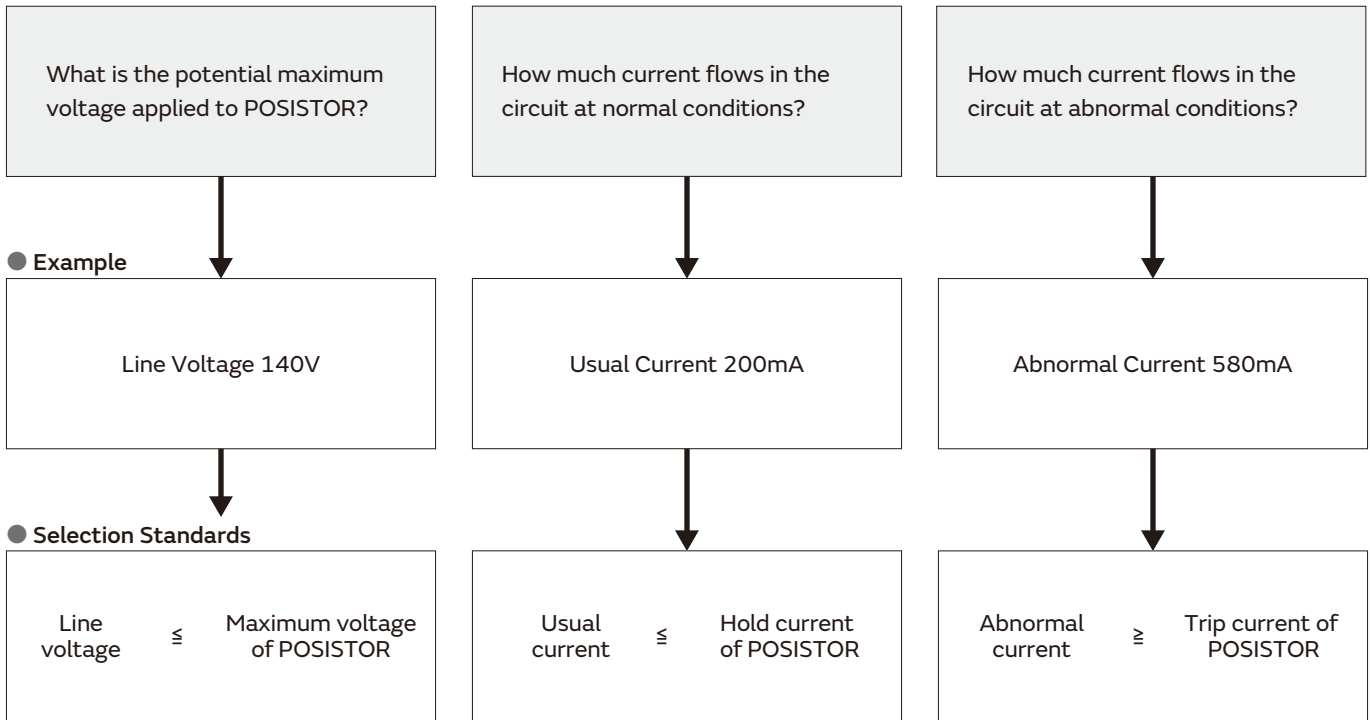 What is the potential maximum
voltage applied to POSISTOR?
How much current flows in the
circuit at normal conditions?
How much current flows in the
circuit at abnormal conditions?
● Example
Line Voltage 140V
Usual Current 200mA
Abnormal Current 580mA
● Selection Standards
Line
voltage
≦
Maximum voltage
of POSISTOR
Usual
current
≦
Hold current
of POSISTOR
Abnormal
current
≧
Trip current of
POSISTOR